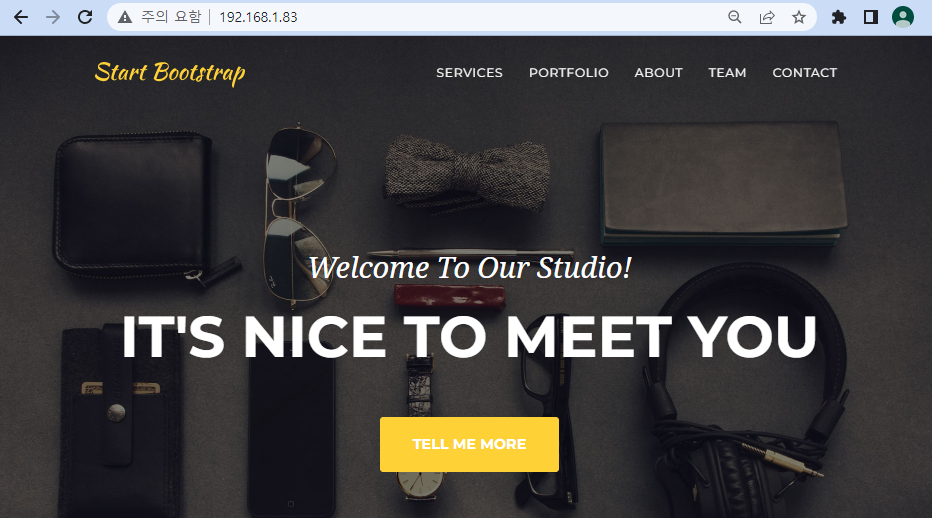 주의 요함 192.168.1.83
Start Bootstrap
SERVICES PORTFOLIO ABOUT TEAM CONTACT
Welcome To Our Studio!
IT'S NICE TO MEET YOU
TELL ME MORE